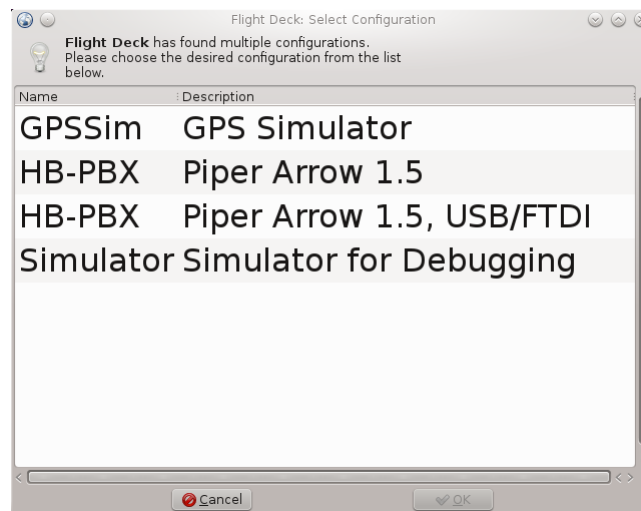 Flight Deck: Select Configuration
Flight Deck has found multiple configurations.
Please choose the desired configuration from the list
below.
Name Description
GPSSim GPS Simulator
HB-PBX Piper Arrow 1.5
HB-PBX Piper Arrow 1.5, USB/FTDI
Simulator Simulator for Debugging
Cancel OK